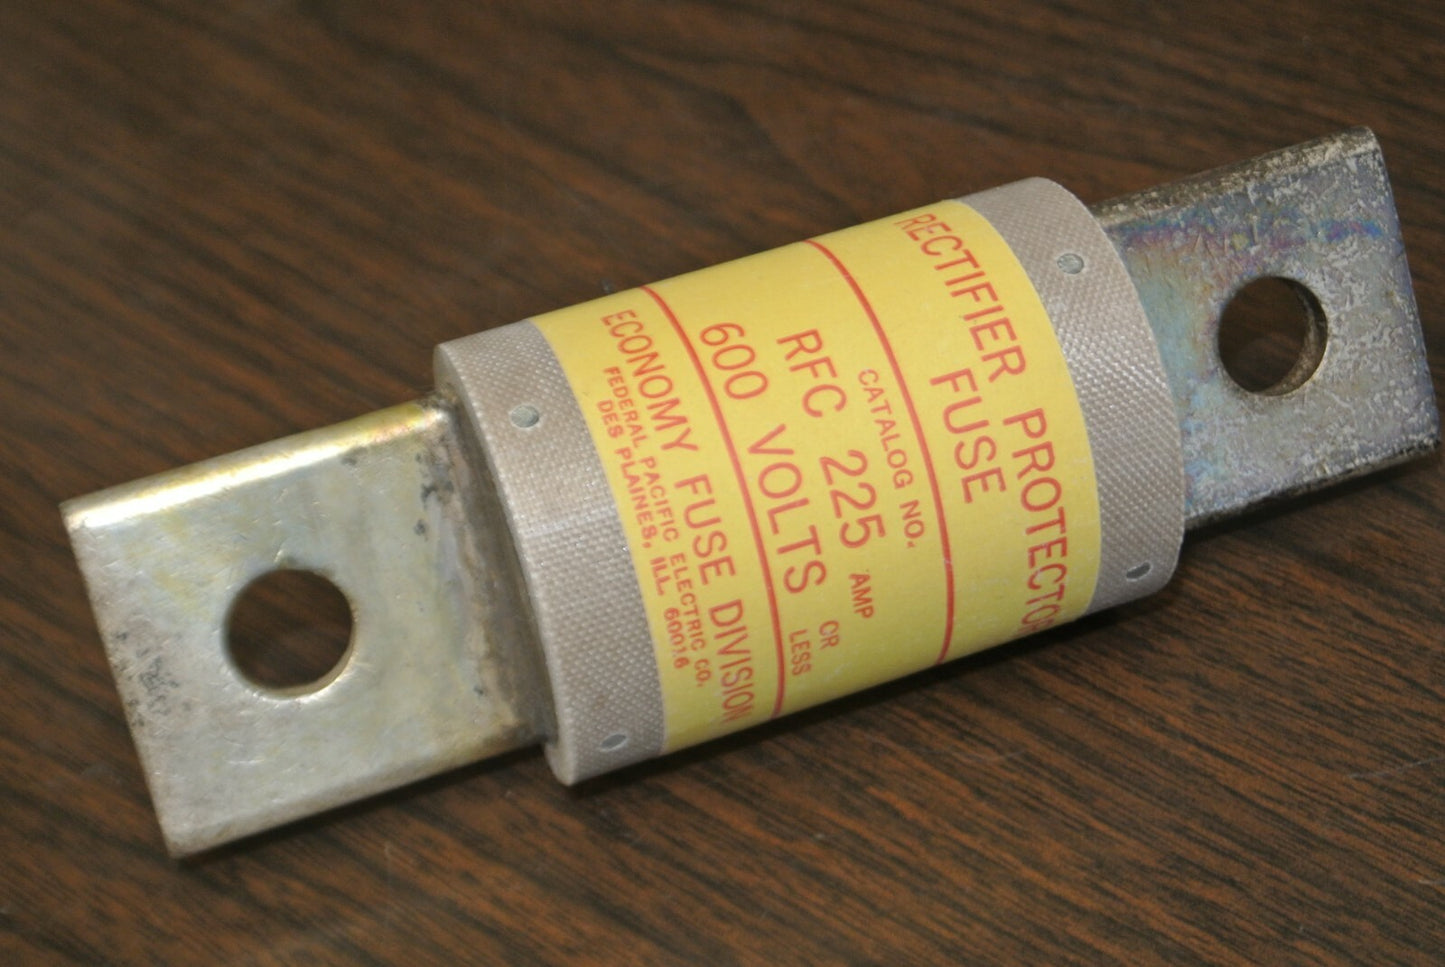 RECTIFIER PROTECTOR
FUSE
CATALOG NO.
RFC 225 AMP
600 VOLTS OR LESS
ECONOMY FUSE DIVISION
FEDERAL PACIFIC ELECTRIC CO.
DES PLAINES, ILL. 60016